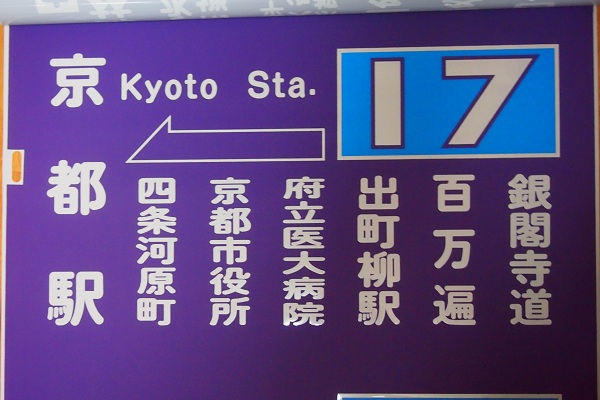 17
銀閣寺道
百万遍
出町柳駅
府立医大病院
京都市役所
四条河原町
京都駅
Kyoto Sta.